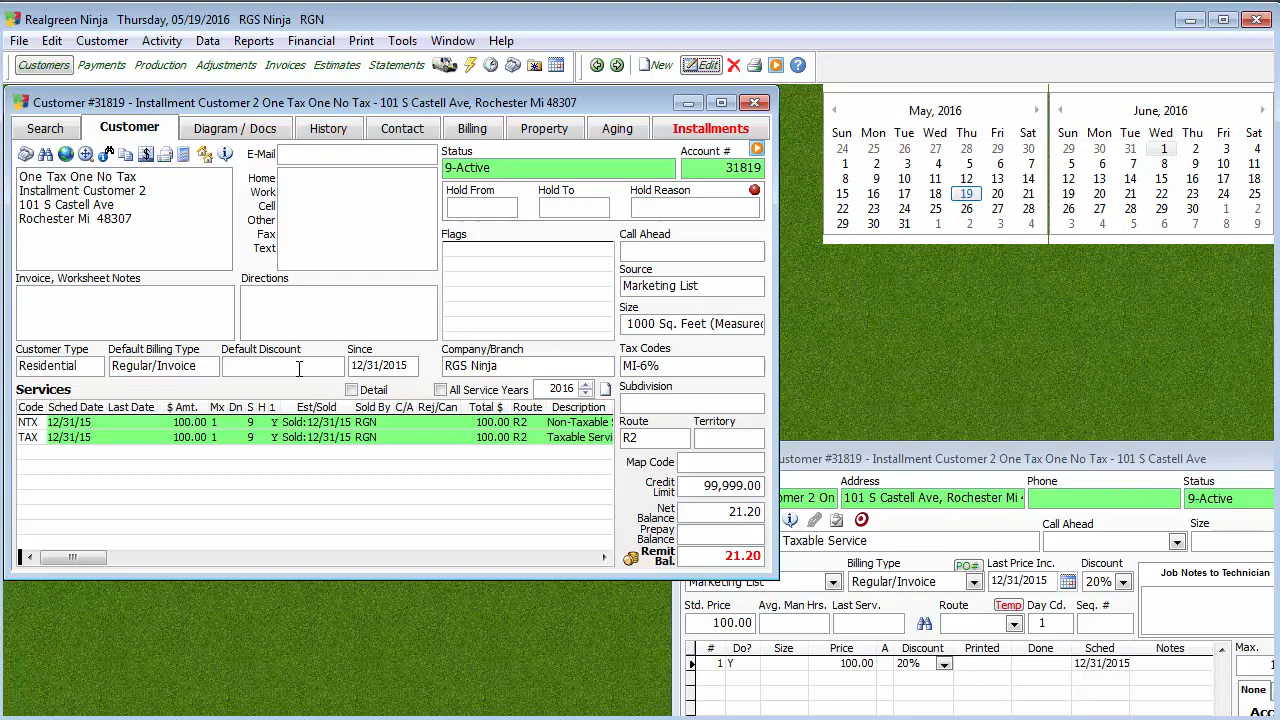 Realgreen Ninja Thursday, 05/19/2016 RGS Ninja RGN
File Edit Customer Activity Data Reports Financial Print Tools Window Help
Customers Payments Production Adjustments Invoices Estimates Statements New Edit
Customer #31819 - Installment Customer 2 One Tax One No Tax - 101 S Castell Ave, Rochester Mi 48307
Search Customer Diagram / Docs History Contact Billing Property Aging Installments
E-Mail
Status
9-Active
Account #
31819
One Tax One No Tax
Installment Customer 2
101 S Castell Ave
Rochester Mi 48307
Home
Work
Cell
Other
Fax
Text
Hold From Hold To Hold Reason
Flags
Call Ahead
Source
Marketing List
Size
1000 Sq. Feet (Measure
Invoice, Worksheet Notes Directions
Customer Type Default Billing Type Default Discount Since Company/Branch Tax Codes
Residential Regular/Invoice 12/31/2015 RGS Ninja MI-6%
Services Detail All Service Years 2016 Subdivision
Code Sched Date Last Date $ Amt. Mx Dn S H 1 Est/Sold Sold By C/A Rej/Can Total $ Route Description
NTX 12/31/15 100.00 1 9 Y Sold:12/31/15 RGN 100.00 R2 Non-Taxable
TAX 12/31/15 100.00 1 9 Y Sold:12/31/15 RGN 100.00 R2 Taxable Servi
Route Territory
R2
Map Code
Credit Limit 99,999.00
Net Balance 21.20
Prepay Balance
Remit Bal. 21.20
May, 2016
Sun Mon Tue Wed Thu Fri Sat
24 25 26 27 28 29 30
1 2 3 4 5 6 7
8 9 10 11 12 13 14
15 16 17 18 19 20 21
22 23 24 25 26 27 28
29 30 31 1 2 3 4
June, 2016
Sun Mon Tue Wed Thu Fri Sat
29 30 31 1 2 3 4
5 6 7 8 9 10 11
12 13 14 15 16 17 18
19 20 21 22 23 24 25
26 27 28 29 30 1 2
3 4 5 6 7 8 9
ustomer #31819 - Installment Customer 2 One Tax One No Tax - 101 S Castell Ave
Address Phone Status
omer 2 On 101 S Castell Ave, Rochester Mi 9-Active
Call Ahead Size
Taxable Service
Billing Type PO# Last Price Inc. Discount Job Notes to Technician
Marketing List Regular/Invoice 12/31/2015 20%
Std. Price Avg. Man Hrs. Last Serv. Route Temp Day Cd. Seq. #
100.00 1
# Do? Size Price A Discount Printed Done Sched Notes Max.
1 Y 100.00 20% 12/31/2015
None